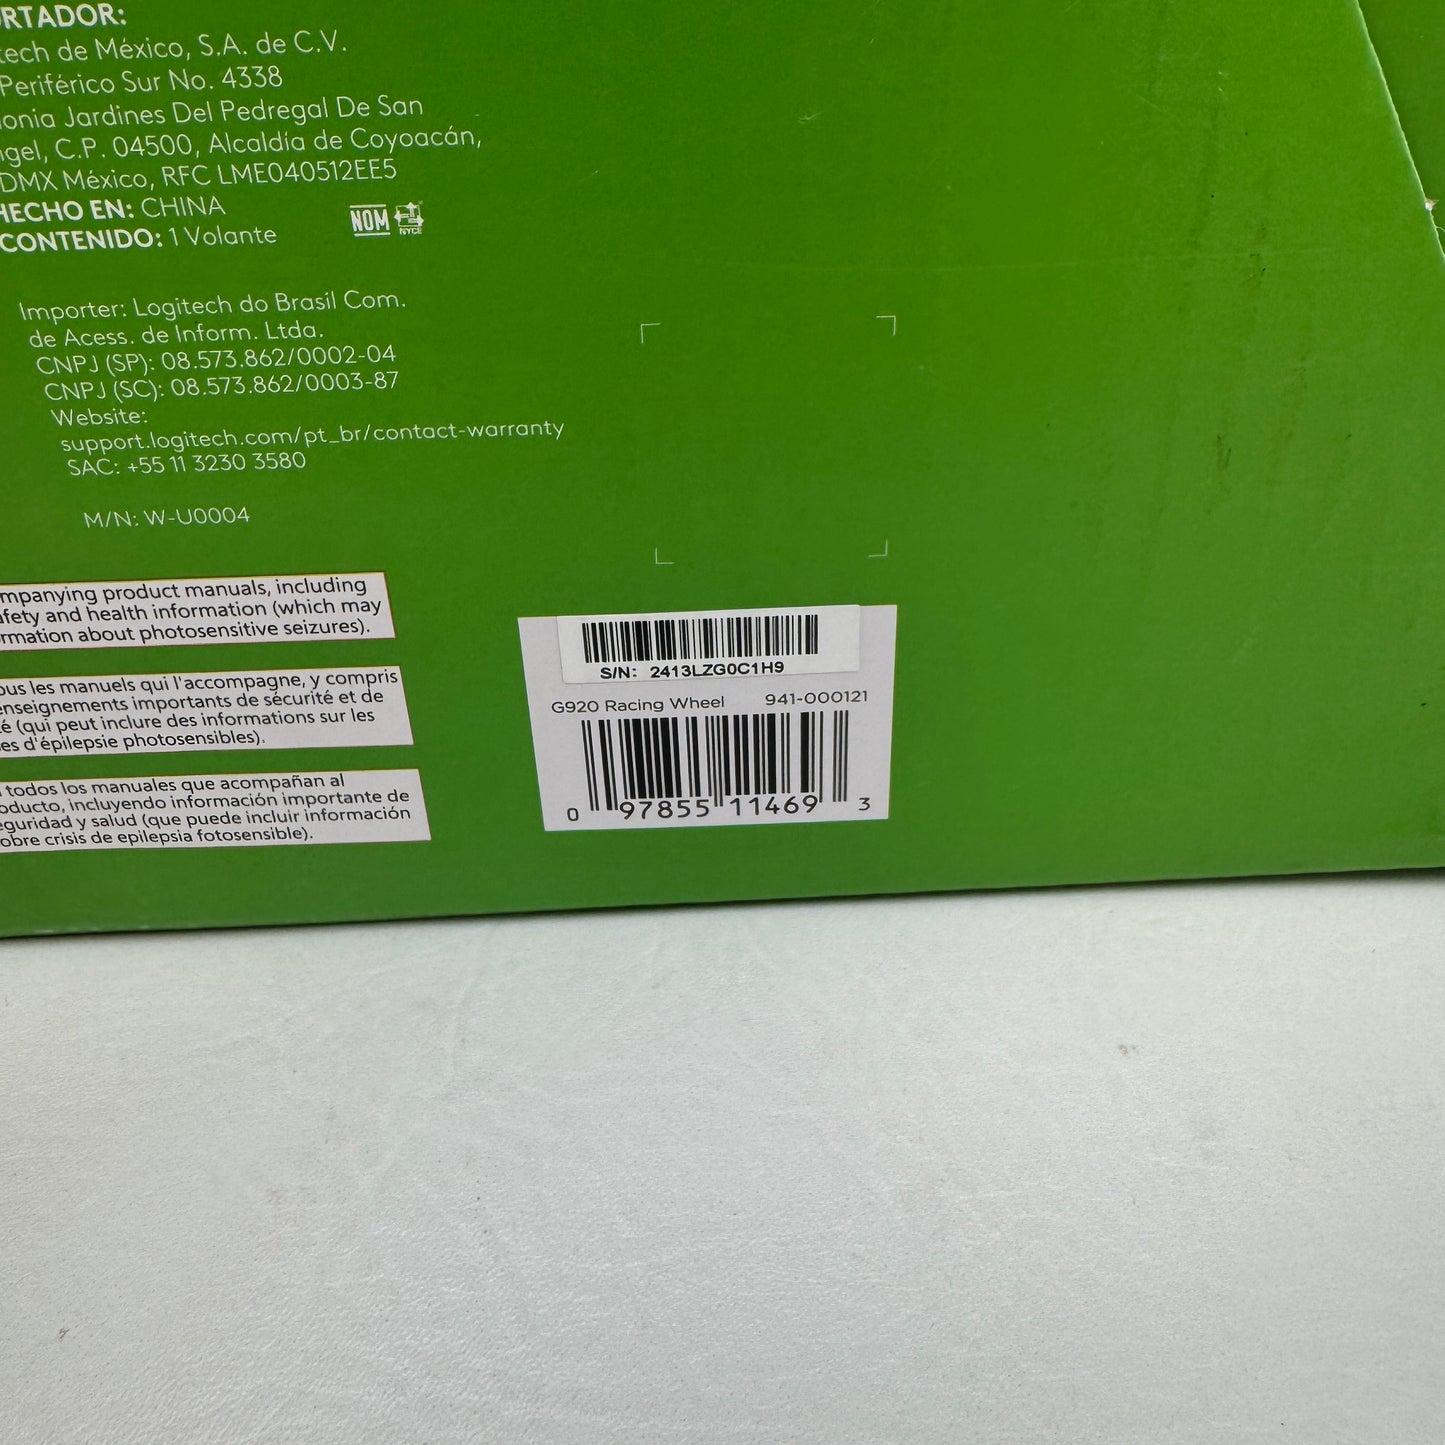 RTADOR:
tech de México, S.A. de C.V.
Periférico Sur No. 4338
onia Jardines Del Pedregal De San
gel, C.P. 04500, Alcaldía de Coyoacán,
DMX México, RFC LME040512EE5
HECHO EN: CHINA
CONTENIDO: 1 Volante
NOM
NYCE
Importer: Logitech do Brasil Com.
de Acess. de Inform. Ltda.
CNPJ (SP): 08.573.862/0002-04
CNPJ (SC): 08.573.862/0003-87
Website:
support.logitech.com/pt_br/contact-warranty
SAC: +55 11 3230 3580
M/N: W-U0004
mpanying product manuals, including
fety and health information (which may
rmation about photosensitive seizures).
ous les manuels qui l'accompagne, y compris
enseignements importants de sécurité et de
té (qui peut inclure des informations sur les
es d'épilepsie photosensibles).
todos los manuales que acompañan al
oducto, incluyendo información importante de
eguridad y salud (que puede incluir información
obre crisis de epilepsia fotosensible).
S/N: 2413LZG0C1H9
G920 Racing Wheel 941-000121
0 97855 11469 3